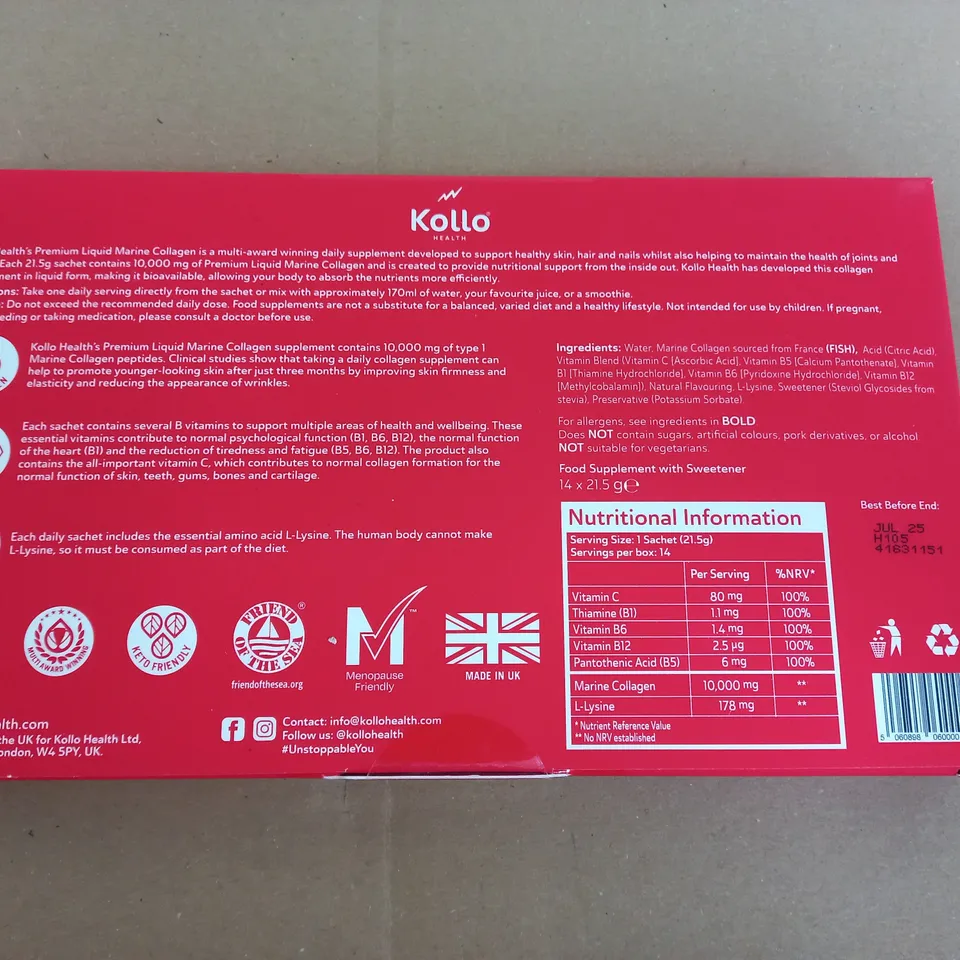 Kollo
HEALTH
Health's Premium Liquid Marine Collagen is a multi-award winning daily supplement developed to support healthy skin, hair and nails whilst also helping to maintain the health of joints and
Each 21.5g sachet contains 10,000 mg of Premium Liquid Marine Collagen and is created to provide nutritional support from the inside out. Kollo Health has developed this collagen
in liquid form, making it bioavailable, allowing your body to absorb the nutrients more efficiently.
Take one daily serving directly from the sachet or mix with approximately 170ml of water, your favourite juice, or a smoothie.
Do not exceed the recommended daily dose. Food supplements are not a substitute for a balanced, varied diet and a healthy lifestyle. Not intended for use by children. If pregnant,
or taking medication, please consult a doctor before use.
Kollo Health's Premium Liquid Marine Collagen supplement contains 10,000 mg of type 1
Marine Collagen peptides. Clinical studies show that taking a daily collagen supplement can
help to promote younger-looking skin after just three months by improving skin firmness and
elasticity and reducing the appearance of wrinkles.
Each sachet contains several B vitamins to support multiple areas of health and wellbeing. These
essential vitamins contribute to normal psychological function (B1, B6, B12), the normal function
of the heart (B1) and the reduction of tiredness and fatigue (B5, B6, B12). The product also
contains the all-important vitamin C, which contributes to normal collagen formation for the
normal function of skin, teeth, gums, bones and cartilage.
Each daily sachet includes the essential amino acid L-Lysine. The human body cannot make
L-Lysine, so it must be consumed as part of the diet.
MULTI AWARD WINNING
KETO FRIENDLY
FRIEND OF THE SEA®
friendofthesea.org
M™
Menopause
Friendly
MADE IN UK
the UK for Kollo Health Ltd,
W4 5PY, UK.
Contact: info@kollohealth.com
Follow us: @kollohealth
#UnstoppableYou
Ingredients: Water, Marine Collagen sourced from France (FISH), Acid (Citric Acid),
Vitamin Blend (Vitamin C [Ascorbic Acid], Vitamin B5 [Calcium Pantothenate], Vitamin
B1 [Thiamine Hydrochloride], Vitamin B6 [Pyridoxine Hydrochloride], Vitamin B12
[Methylcobalamin]), Natural Flavouring, L-Lysine, Sweetener (Steviol Glycosides from
stevia), Preservative (Potassium Sorbate).
For allergens, see ingredients in BOLD.
Does NOT contain sugars, artificial colours, pork derivatives, or alcohol.
NOT suitable for vegetarians.
Food Supplement with Sweetener
14 x 21.5 g℮
Nutritional Information
Serving Size: 1 Sachet (21.5g)
Servings per box: 14
Per Serving %NRV*
Vitamin C 80 mg 100%
Thiamine (B1) 1.1 mg 100%
Vitamin B6 1.4 mg 100%
Vitamin B12 2.5 µg 100%
Pantothenic Acid (B5) 6 mg 100%
Marine Collagen 10,000 mg **
L-Lysine 178 mg **
* Nutrient Reference Value
** No NRV established
Best Before End:
JUL 25
H105
41831151
5 060898 060000